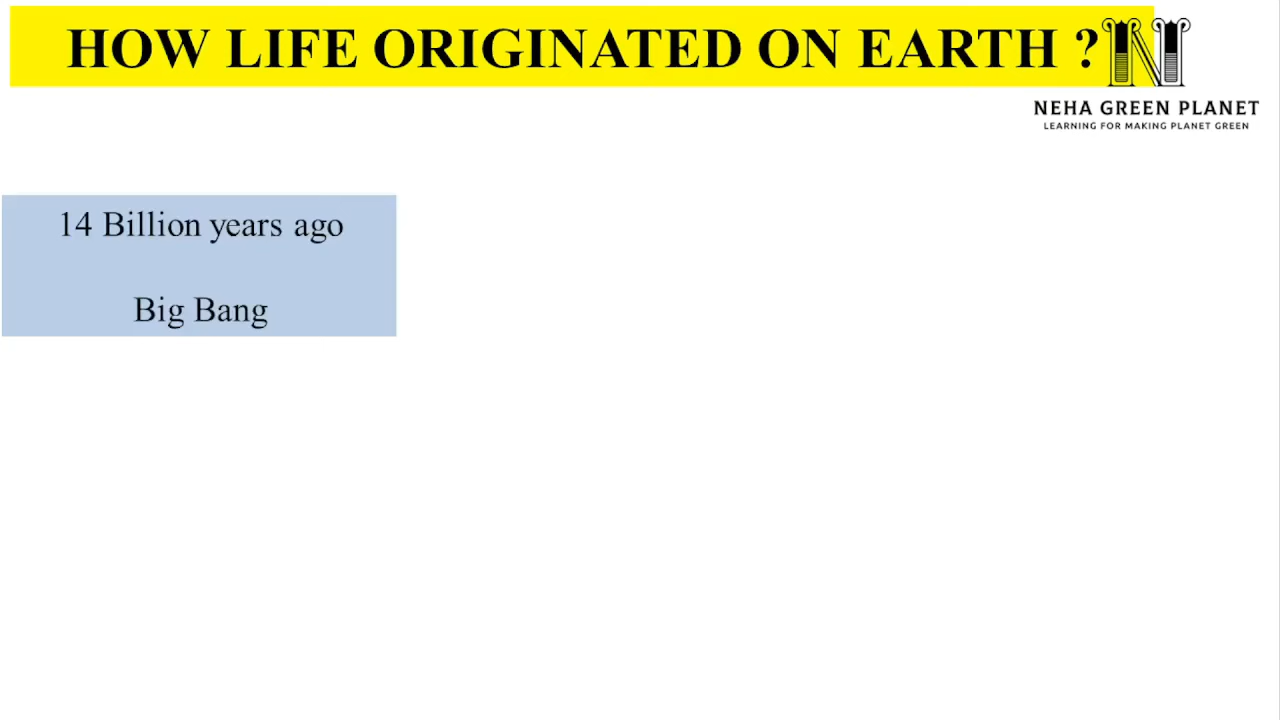 HOW LIFE ORIGINATED ON EARTH ?
N
NEHA GREEN PLANET
LEARNING FOR MAKING PLANET GREEN
14 Billion years ago
Big Bang